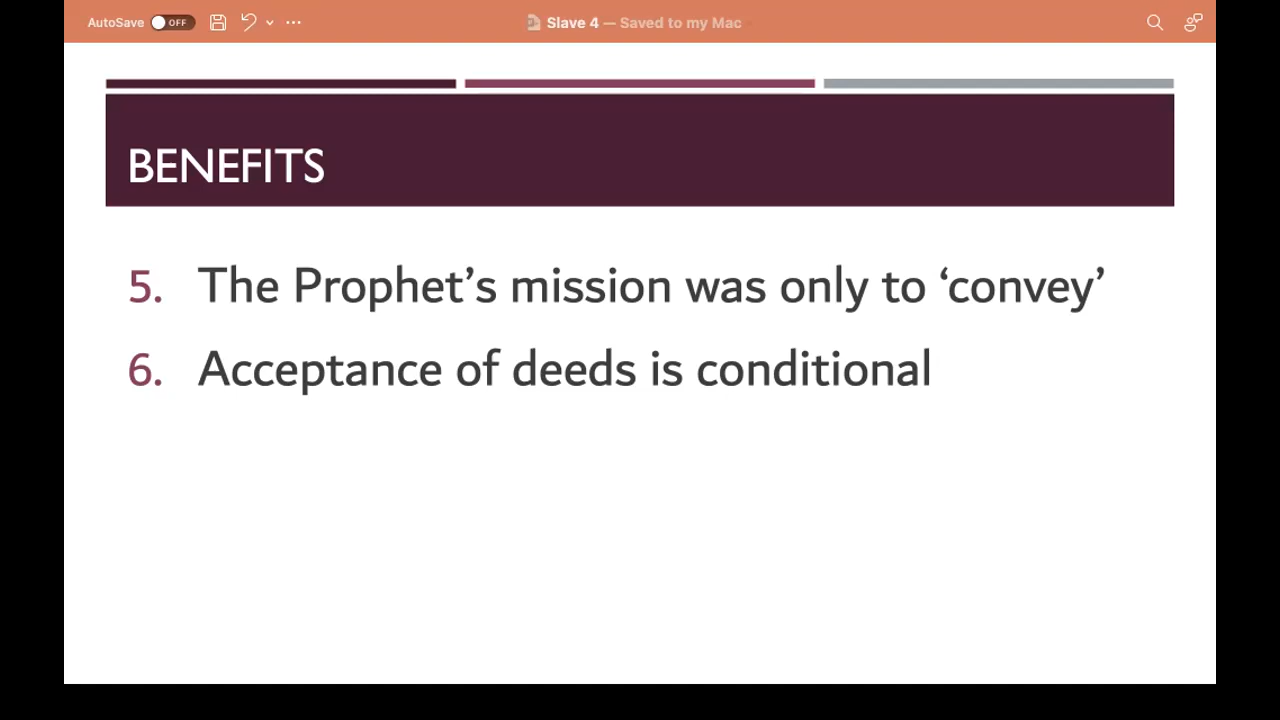 AutoSave OFF
Slave 4 — Saved to my Mac
BENEFITS
5. The Prophet’s mission was only to ‘convey’
6. Acceptance of deeds is conditional